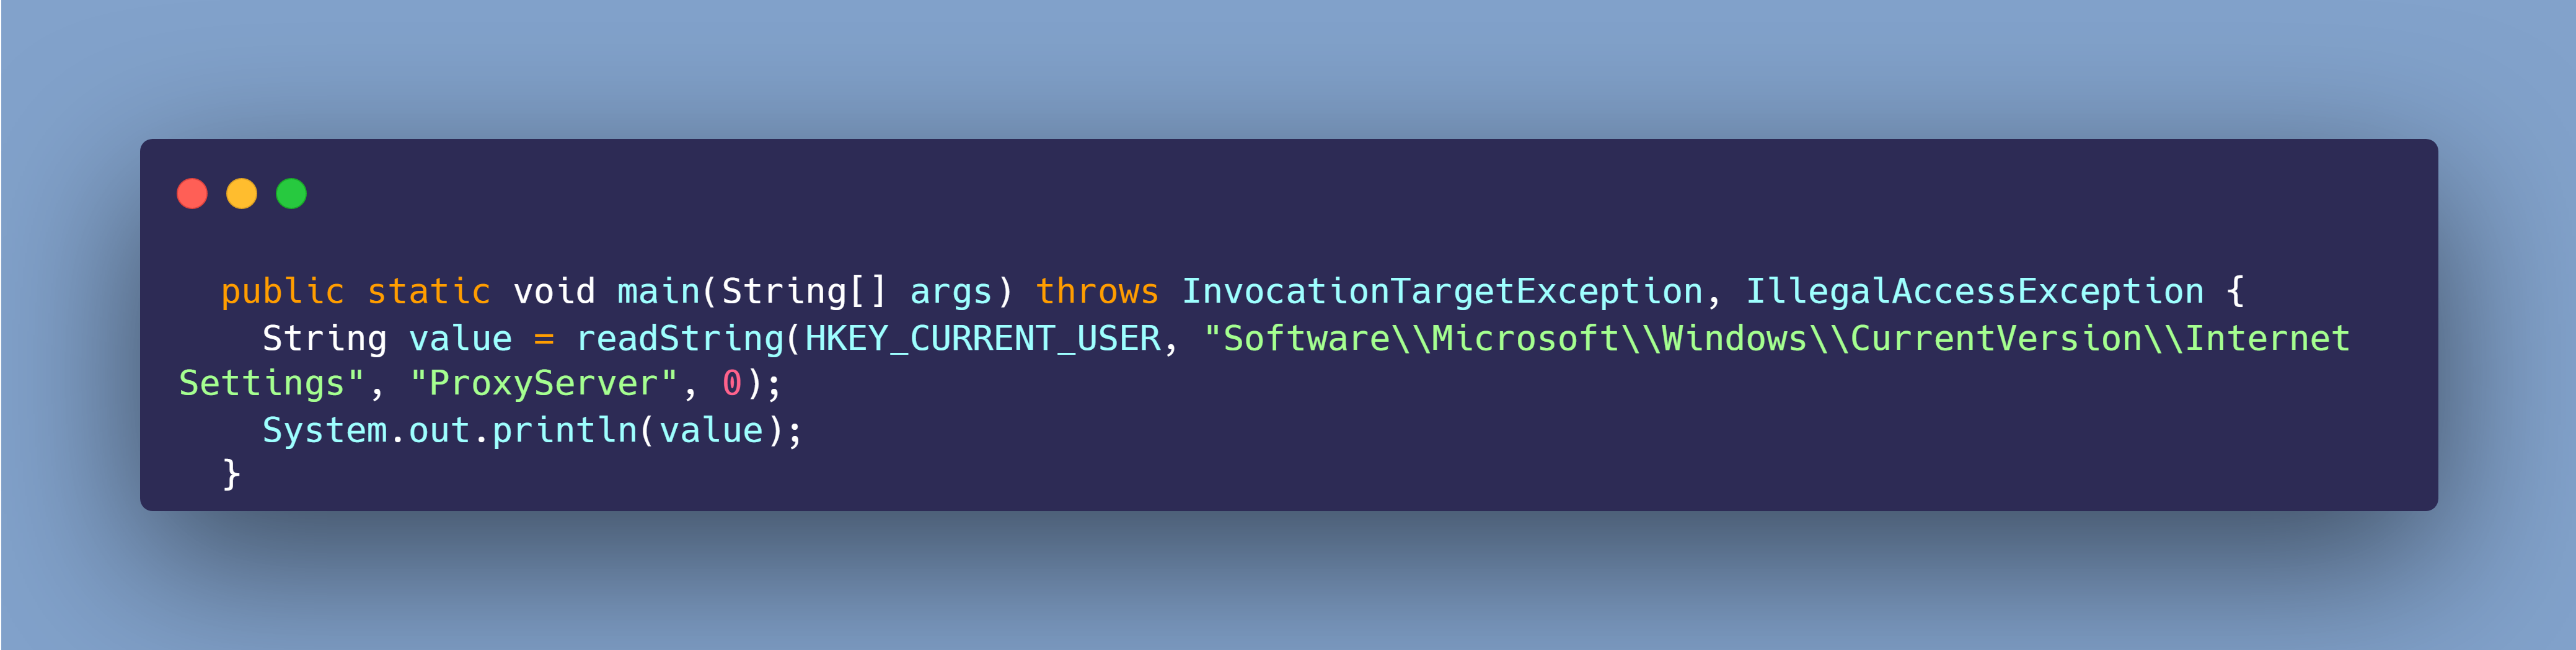 public static void main(String[] args) throws InvocationTargetException, IllegalAccessException {
String value = readString(HKEY_CURRENT_USER, "Software\\Microsoft\\Windows\\CurrentVersion\\Internet
Settings", "ProxyServer", 0);
System.out.println(value);
}